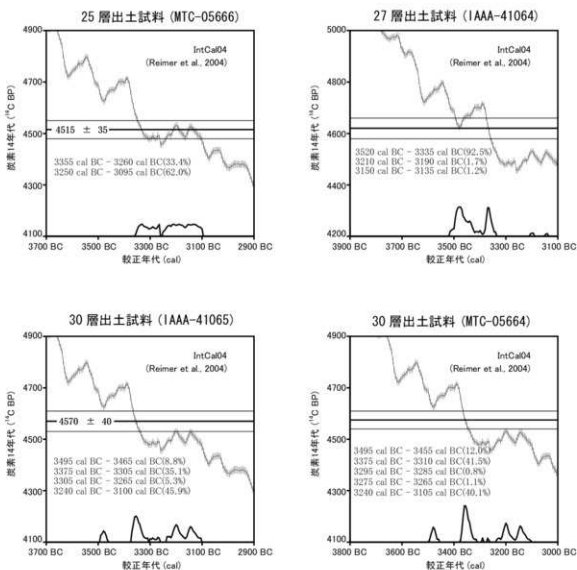 25 層出土試料 (MTC-05666)
4900
4700
4500
4300
4100
炭素14年代 (¹⁴C BP)
IntCal04
(Reimer et al., 2004)
4515 ± 35
3355 cal BC - 3260 cal BC(33.4%)
3250 cal BC - 3095 cal BC(62.0%)
3700 BC 3500 BC 3300 BC 3100 BC 2900 BC
較正年代 (cal)
27 層出土試料 (IAAA-41064)
5000
4800
4600
4400
4200
炭素14年代 (¹⁴C BP)
IntCal04
(Reimer et al., 2004)
3520 cal BC - 3335 cal BC(92.5%)
3210 cal BC - 3190 cal BC(1.7%)
3150 cal BC - 3135 cal BC(1.2%)
3900 BC 3700 BC 3500 BC 3300 BC 3100 BC
較正年代 (cal)
30 層出土試料 (IAAA-41065)
4900
4700
4500
4300
4100
炭素14年代 (¹⁴C BP)
IntCal04
(Reimer et al., 2004)
4570 ± 40
3495 cal BC - 3465 cal BC(8.8%)
3375 cal BC - 3305 cal BC(35.1%)
3305 cal BC - 3265 cal BC(5.3%)
3240 cal BC - 3100 cal BC(45.9%)
3700 BC 3500 BC 3300 BC 3100 BC 2900 BC
較正年代 (cal)
30 層出土試料 (MTC-05664)
4900
4700
4500
4300
4100
炭素14年代 (¹⁴C BP)
IntCal04
(Reimer et al., 2004)
3495 cal BC - 3455 cal BC(12.0%)
3375 cal BC - 3310 cal BC(41.5%)
3295 cal BC - 3285 cal BC(0.8%)
3275 cal BC - 3265 cal BC(1.1%)
3240 cal BC - 3105 cal BC(40.1%)
3800 BC 3600 BC 3400 BC 3200 BC 3000 BC
較正年代 (cal)